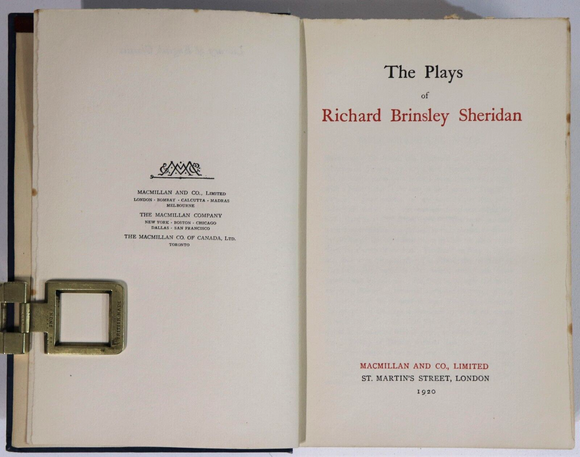 MACMILLAN AND CO., LIMITED
LONDON · BOMBAY · CALCUTTA · MADRAS
MELBOURNE
THE MACMILLAN COMPANY
NEW YORK · BOSTON · CHICAGO
DALLAS · SAN FRANCISCO
THE MACMILLAN CO. OF CANADA, LTD.
TORONTO
The Plays
of
Richard Brinsley Sheridan
MACMILLAN AND CO., LIMITED
ST. MARTIN'S STREET, LONDON
1920